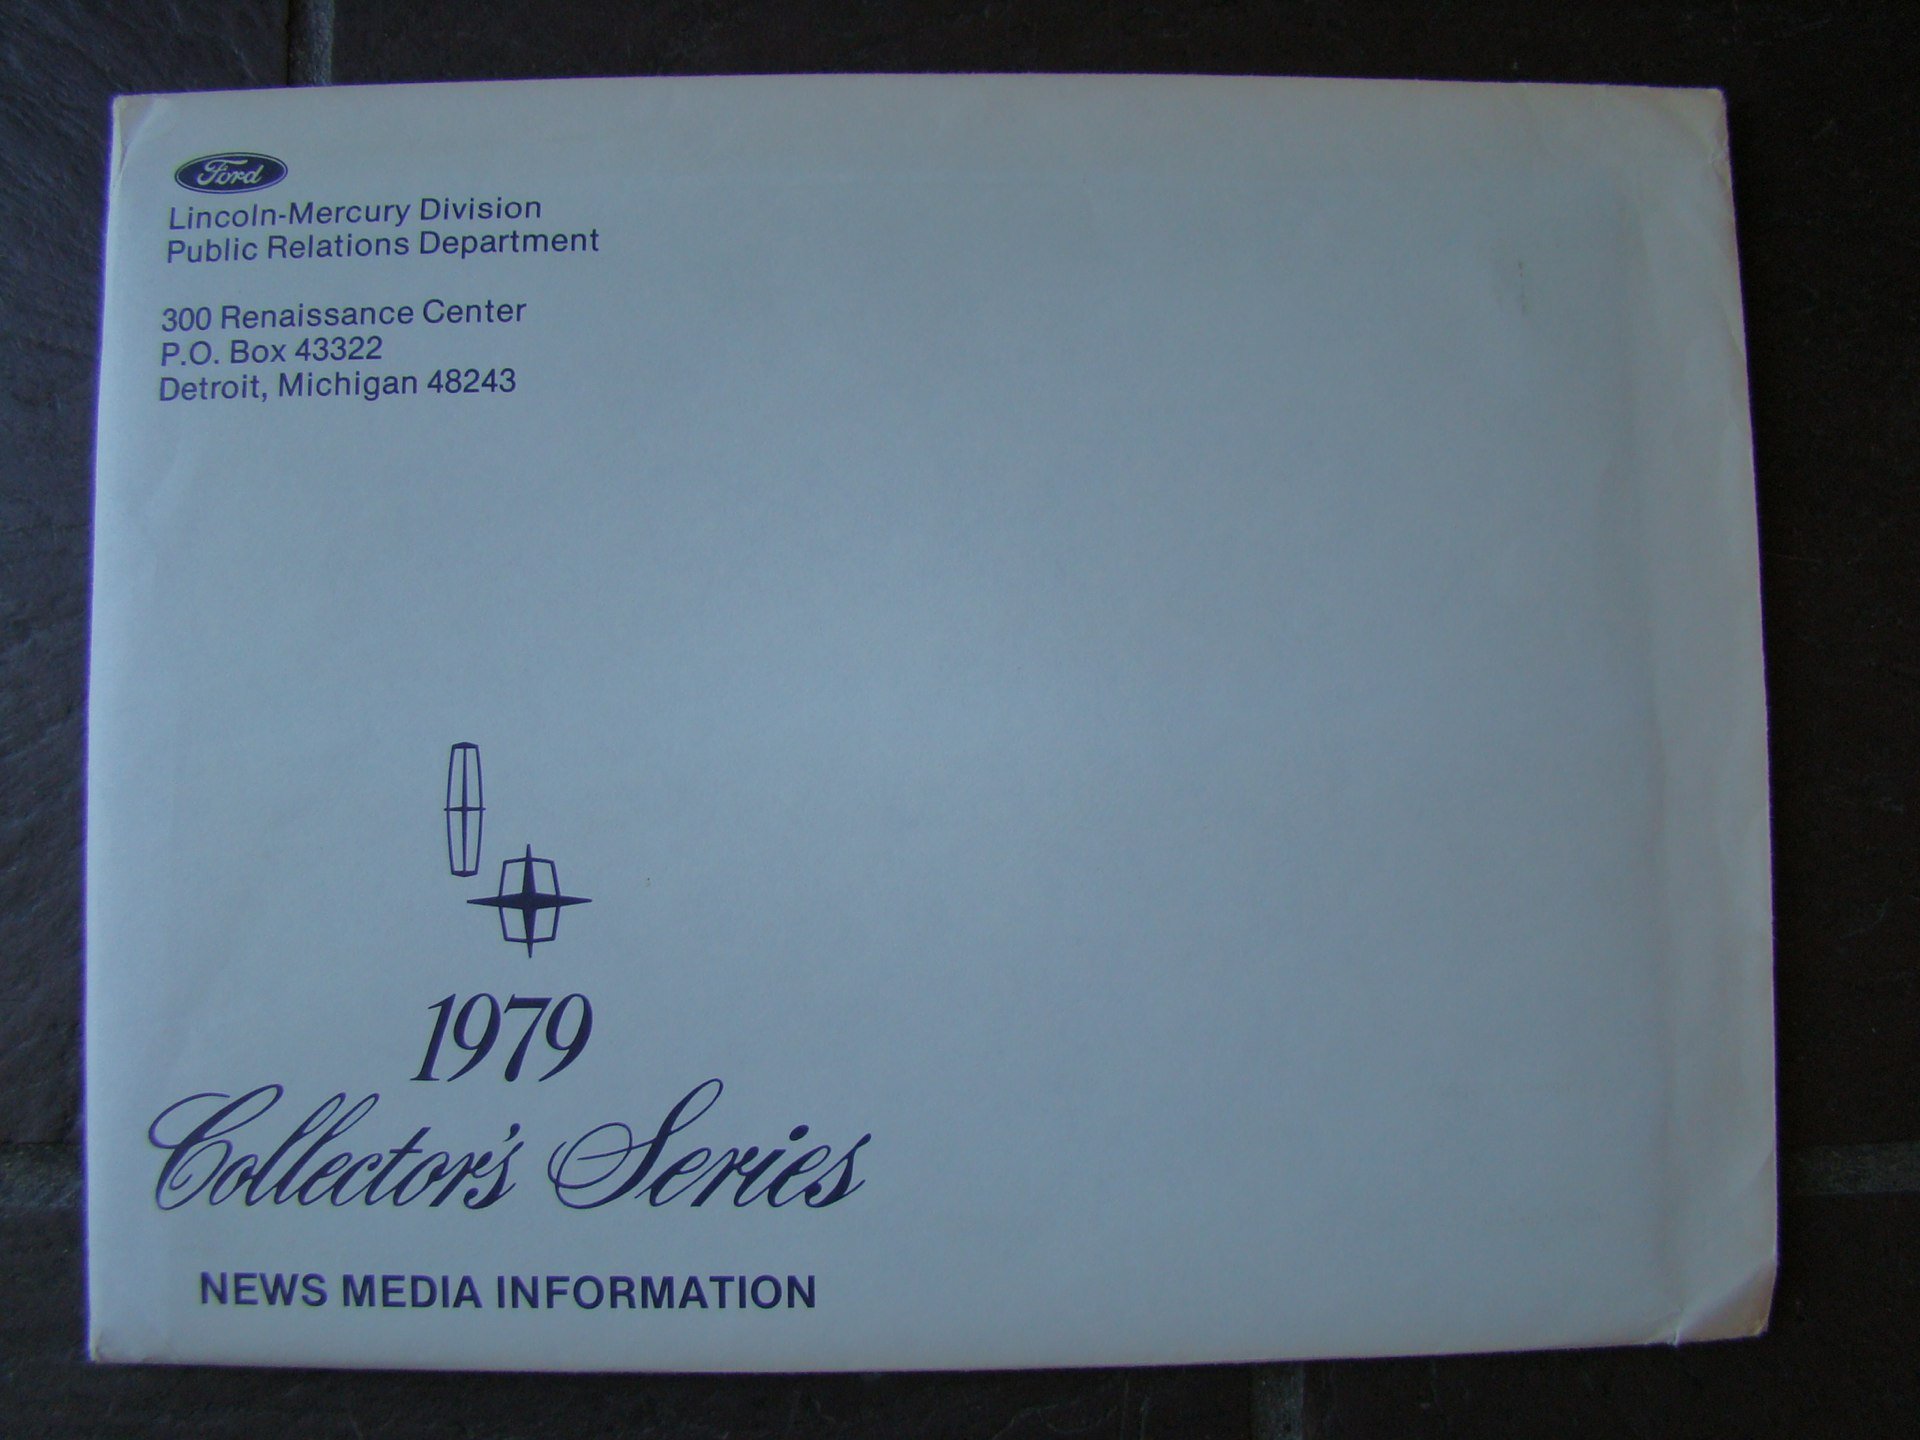 Ford
Lincoln-Mercury Division
Public Relations Department
300 Renaissance Center
P.O. Box 43322
Detroit, Michigan 48243
1979
Collector's Series
NEWS MEDIA INFORMATION